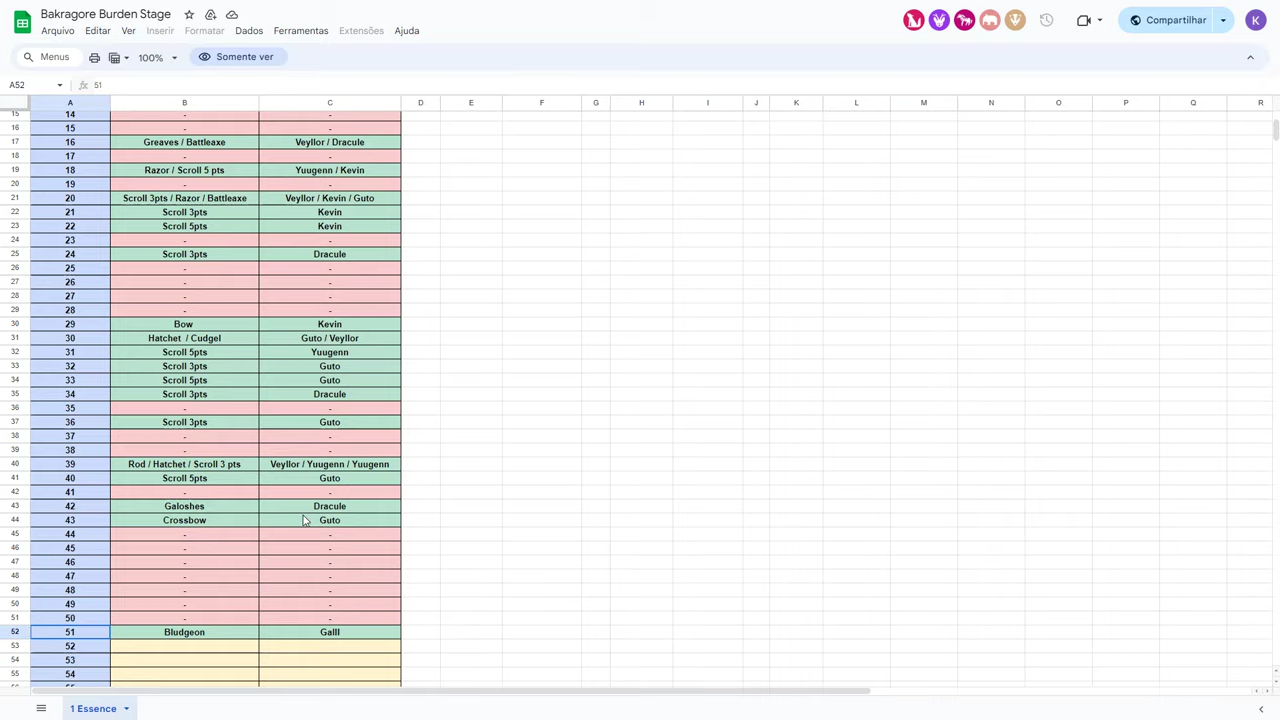 Bakragore Burden Stage
Arquivo Editar Ver Inserir Formatar Dados Ferramentas Extensões Ajuda
Compartilhar K
Menus 100% Somente ver
A52 fx 51
A B C D E F G H I J K L M N O P Q R
15 14 - -
16 15 - -
17 16 Greaves / Battleaxe Veyllor / Dracule
18 17 - -
19 18 Razor / Scroll 5 pts Yuugenn / Kevin
20 19 - -
21 20 Scroll 3pts / Razor / Battleaxe Veyllor / Kevin / Guto
22 21 Scroll 3pts Kevin
23 22 Scroll 5pts Kevin
24 23 - -
25 24 Scroll 3pts Dracule
26 25 - -
27 26 - -
28 27 - -
29 28 - -
30 29 Bow Kevin
31 30 Hatchet / Cudgel Guto / Veyllor
32 31 Scroll 5pts Yuugenn
33 32 Scroll 3pts Guto
34 33 Scroll 5pts Guto
35 34 Scroll 3pts Dracule
36 35 - -
37 36 Scroll 3pts Guto
38 37 - -
39 38 - -
40 39 Rod / Hatchet / Scroll 3 pts Veyllor / Yuugenn / Yuugenn
41 40 Scroll 5pts Guto
42 41 - -
43 42 Galoshes Dracule
44 43 Crossbow Guto
45 44 - -
46 45 - -
47 46 - -
48 47 - -
49 48 - -
50 49 - -
51 50 - -
52 51 Bludgeon Galll
53 52
54 53
55 54
1 Essence